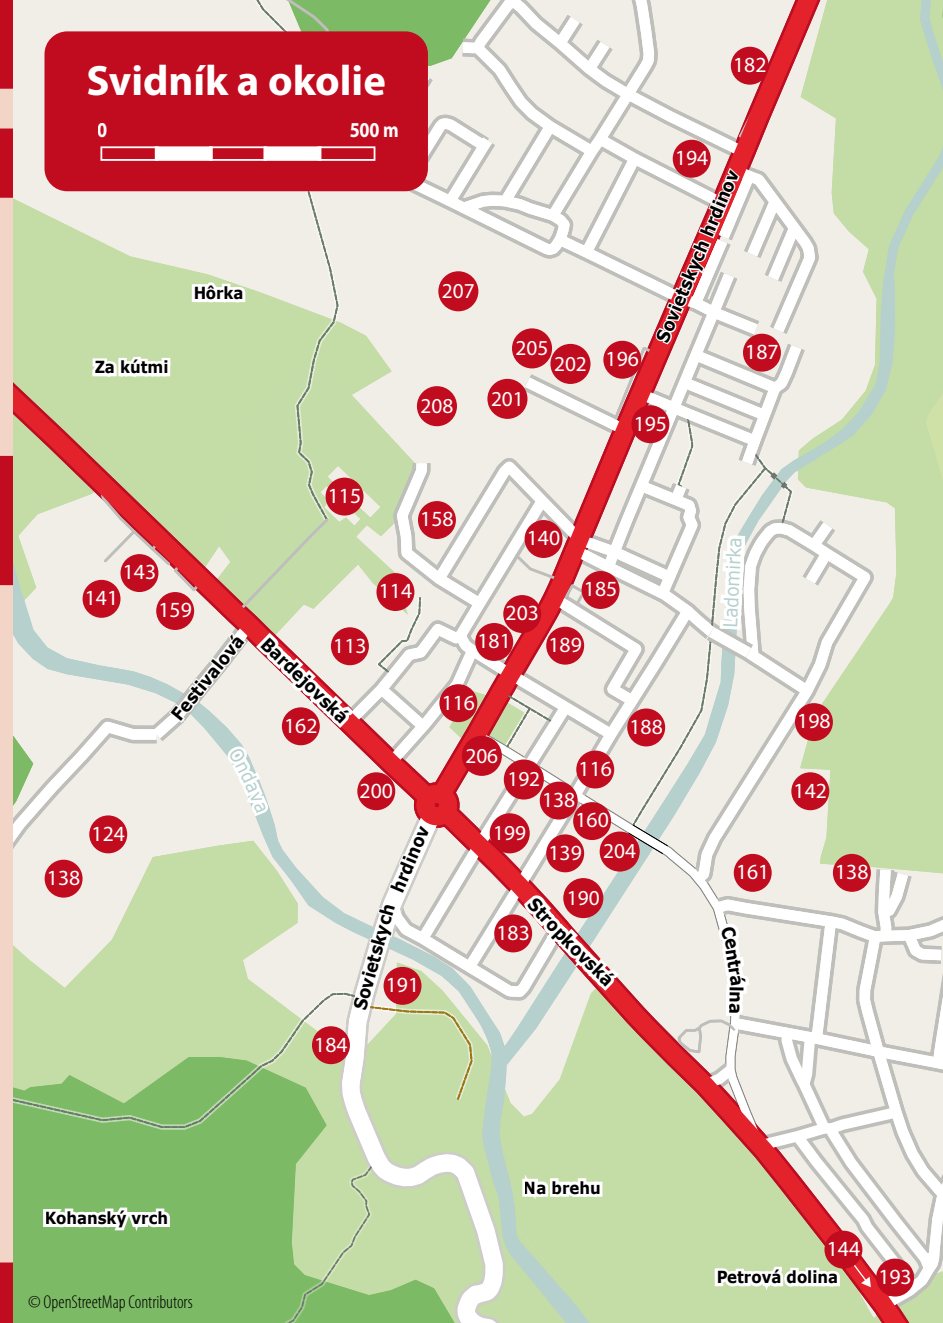 Svidník a okolie
0 500 m
182
194
Sovietskych hrdinov
Hôrka
207
Za kútmi
205
202
196
187
208
201
195
115
158
140
Ladomirka
143
141
159
114
185
203
113
181
189
Festivalová
Bardejovská
116
162
188
198
206
Ondava
200
192
116
142
138
160
124
199
139
204
138
161
138
190
Sovietskych hrdinov
183
Stropkovská
Centrálna
191
184
Na brehu
Kohanský vrch
144
Petrová dolina
193
© OpenStreetMap Contributors